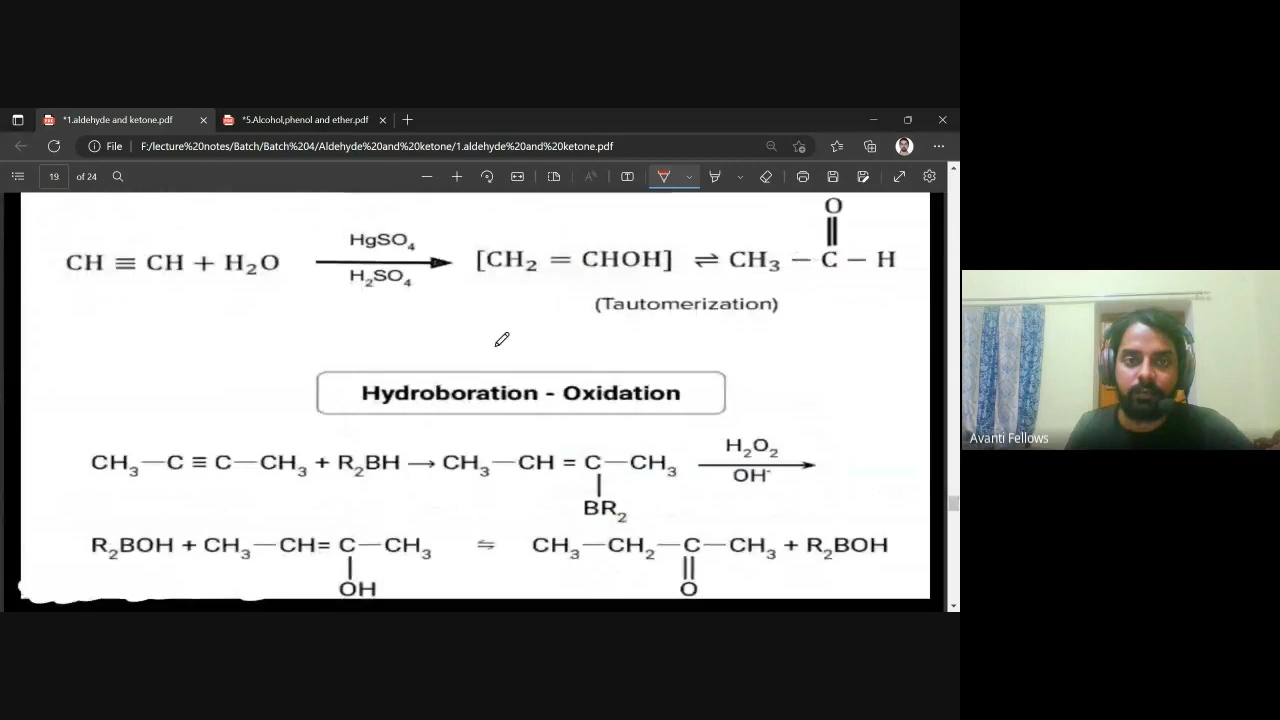 *1.aldehyde and ketone.pdf
*5.Alcohol,phenol and ether.pdf
File
F:/lecture%20notes/Batch/Batch%204/Aldehyde%20and%20ketone/1.aldehyde%20and%20ketone.pdf
19 of 24
O
HgSO₄
CH ≡ CH + H₂O
[CH₂ = CHOH] ⇌ CH₃ — C — H
H₂SO₄
(Tautomerization)
Hydroboration - Oxidation
H₂O₂
CH₃—C ≡ C—CH₃ + R₂BH → CH₃—CH = C—CH₃
OH⁻
BR₂
R₂BOH + CH₃—CH= C—CH₃ ⇋ CH₃—CH₂—C—CH₃ + R₂BOH
OH
O
Avanti Fellows